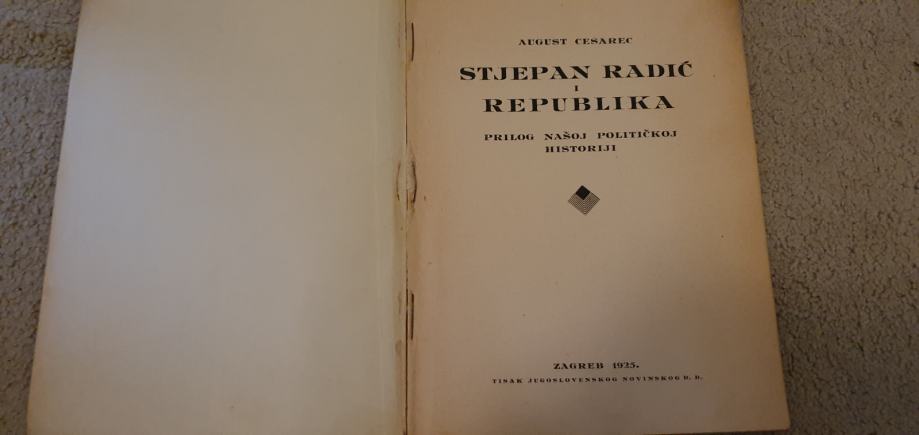 AUGUST CESAREC
STJEPAN RADIĆ
I
REPUBLIKA
PRILOG NAŠOJ POLITIČKOJ
HISTORIJI
ZAGREB 1925.
TISAK JUGOSLOVENSKOG NOVINSKOG D. D.